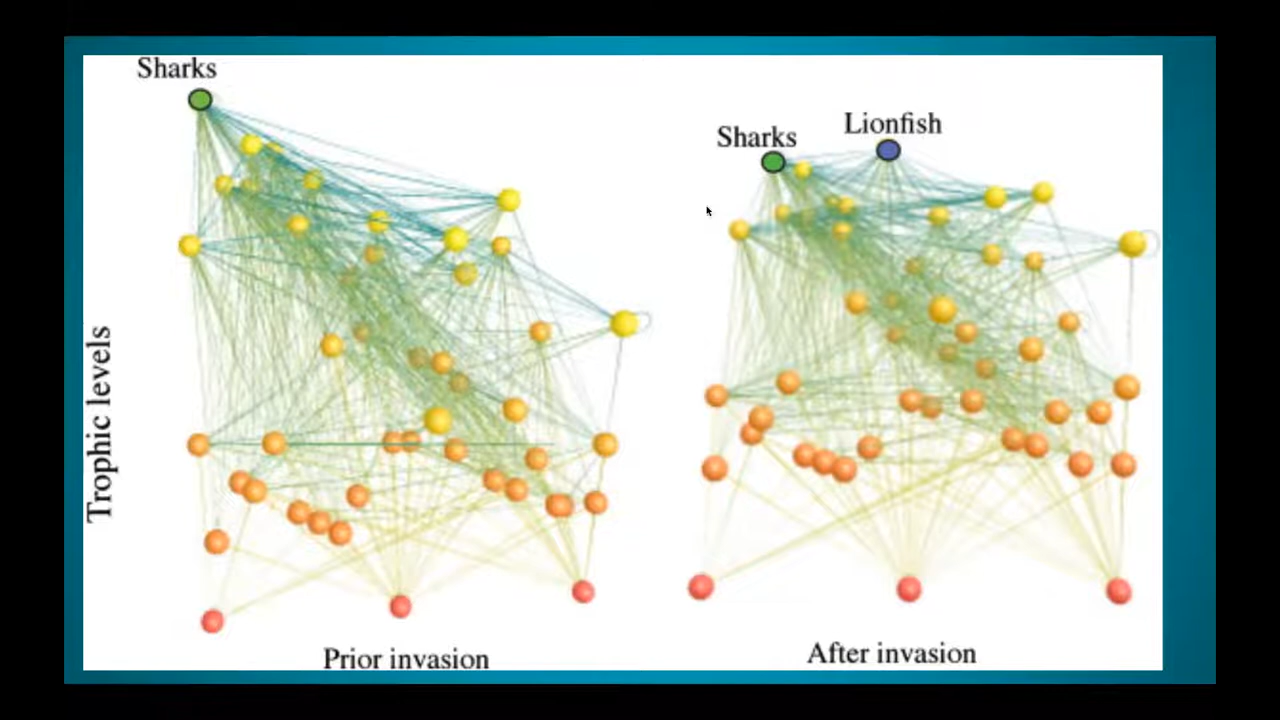 Sharks
Trophic levels
Prior invasion
Sharks
Lionfish
After invasion